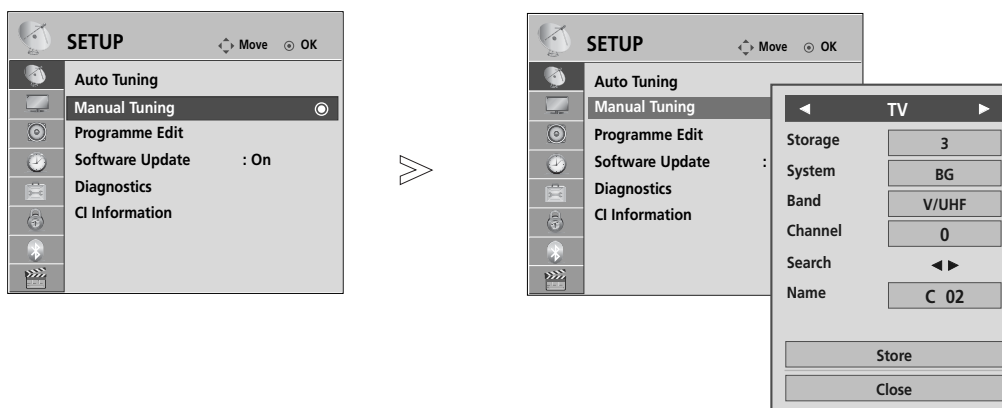 SETUP
Move
OK
Auto Tuning
Manual Tuning
Programme Edit
Software Update : On
Diagnostics
CI Information
SETUP
Move
OK
Auto Tuning
Manual Tuning
Programme Edit
Software Update :
Diagnostics
CI Information
◄ TV ►
Storage 3
System BG
Band V/UHF
Channel 0
Search ◄ ►
Name C 02
Store
Close